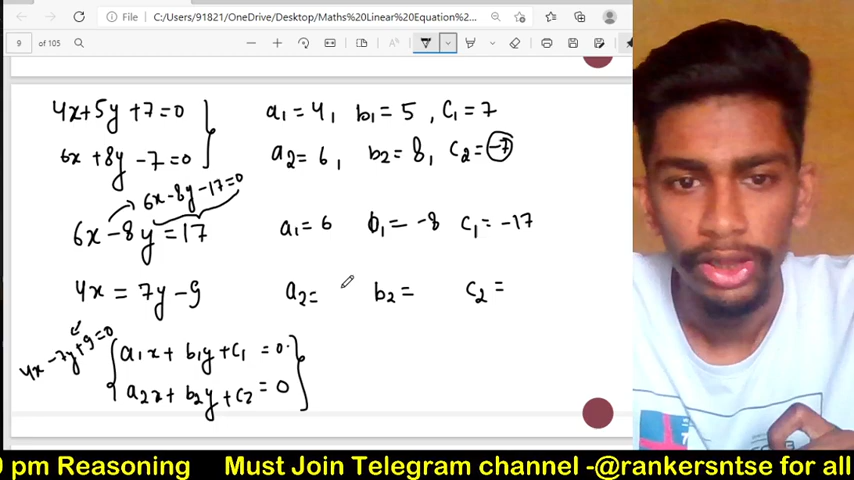 File | C:/Users/91821/OneDrive/Desktop/Maths%20Linear%20Equation%2...
9 of 105
4x+5y+7=0 a1=4, b1=5, C1=7
6x+8y-7=0 a2=6, b2=8, C2=-7
6x-8y-17=0
6x-8y=17 a1=6 b1=-8 C1=-17
4x=7y-9 a2= b2= C2=
4x-7y+9=0
a1x+b1y+C1=0.
a2x+b2y+C2=0
0 pm Reasoning Must Join Telegram channel -@rankersntse for all